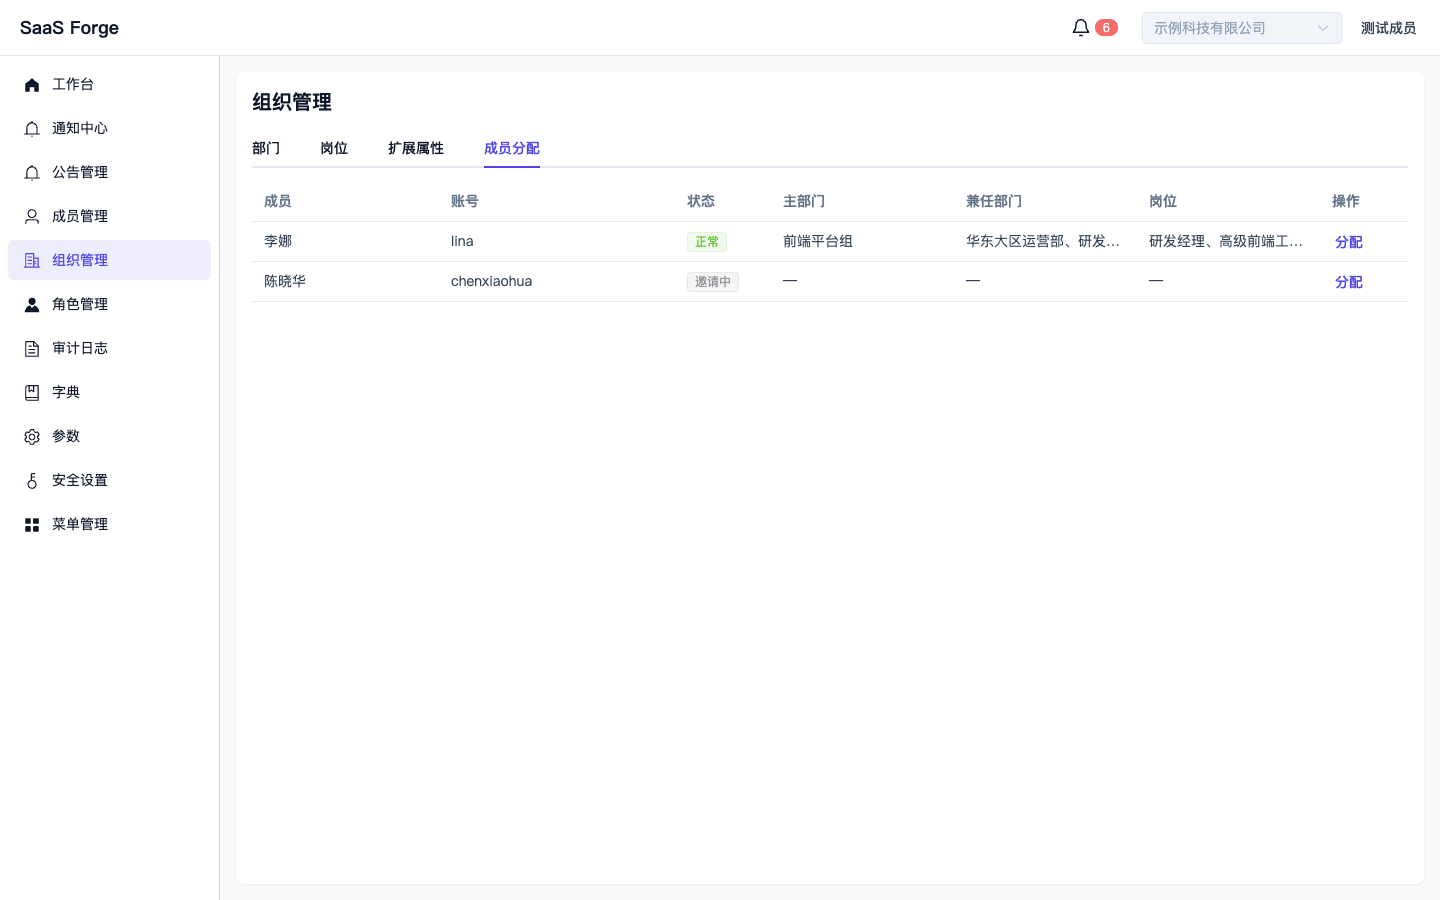 SaaS Forge
6
示例科技有限公司
测试成员
工作台
通知中心
公告管理
成员管理
组织管理
角色管理
审计日志
字典
参数
安全设置
菜单管理
组织管理
部门 岗位 扩展属性 成员分配
成员 账号 状态 主部门 兼任部门 岗位 操作
李娜 lina 正常 前端平台组 华东大区运营部、研发… 研发经理、高级前端工… 分配
陈晓华 chenxiaohua 邀请中 — — — 分配